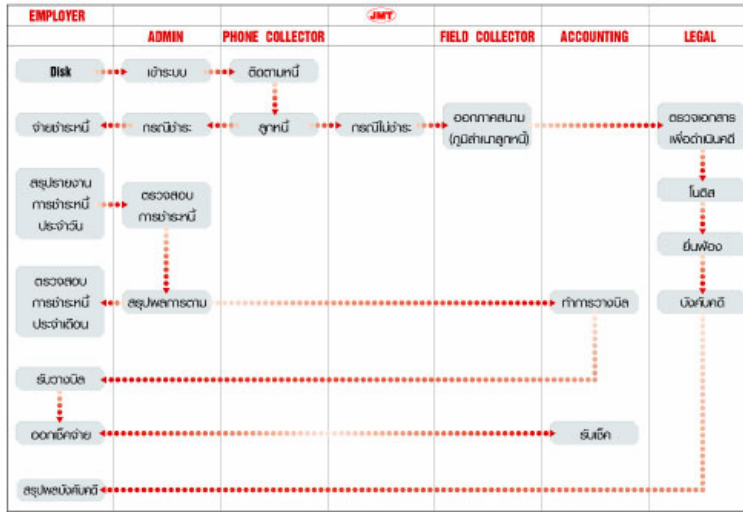 EMPLOYER
JMT
ADMIN
PHONE COLLECTOR
FIELD COLLECTOR
ACCOUNTING
LEGAL
Disk
เข้าระบบ
ติดตามหนี้
จ่ายชำระหนี้
กรณีชำระ
ลูกหนี้
กรณีไม่ชำระ
ออกภาคสนาม
(ภูมิลำเนาลูกหนี้)
ตรวจเอกสาร
เพื่อดำเนินคดี
สรุปรายงาน
การชำระหนี้
ประจำวัน
ตรวจสอบ
การชำระหนี้
โนติส
ยื่นฟ้อง
ตรวจสอบ
การชำระหนี้
ประจำเดือน
สรุปผลการตาม
ทำการวางบิล
บังคับคดี
รับวางบิล
ออกเช็คจ่าย
รับเช็ค
สรุปผลบังคับคดี